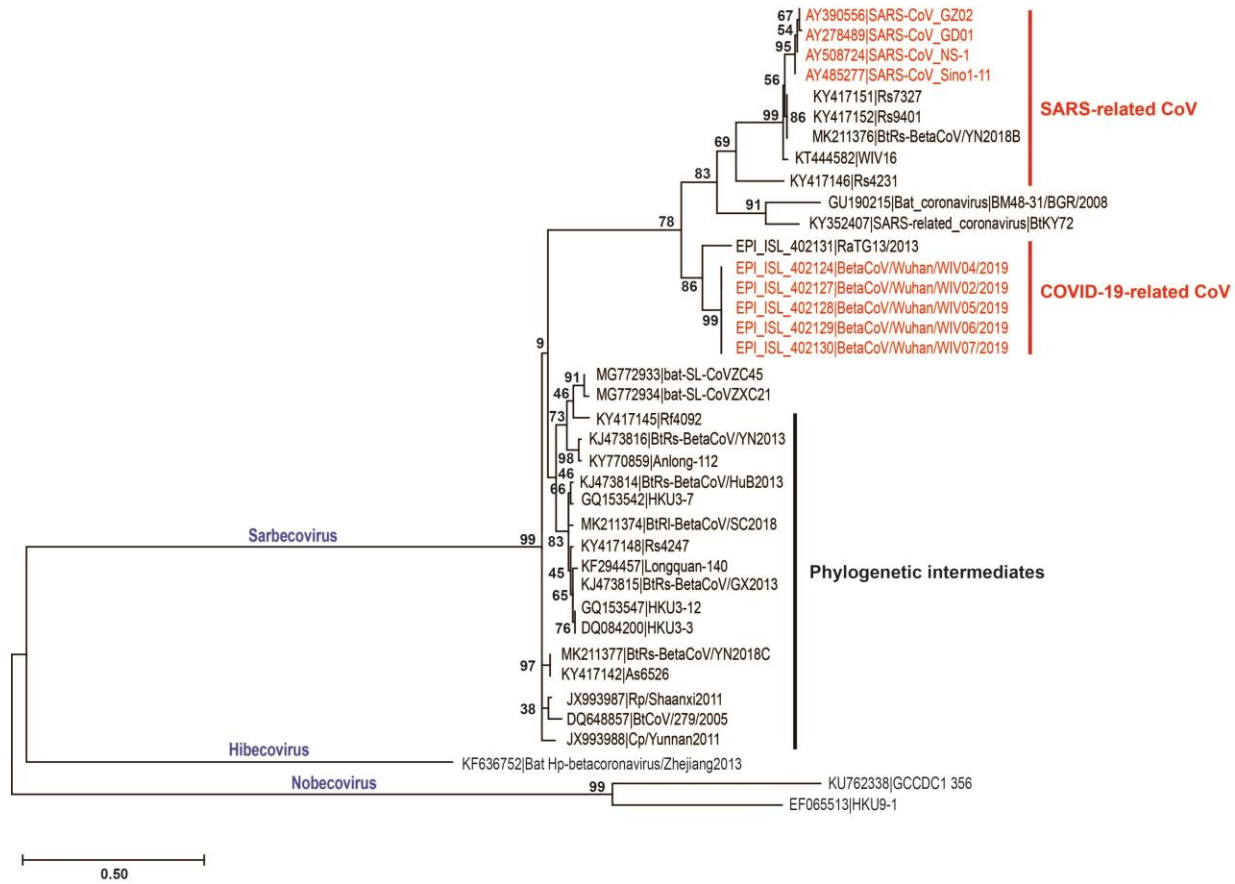 67
AY390556|SARS-CoV_GZ02
54
AY278489|SARS-CoV_GD01
95
AY508724|SARS-CoV_NS-1
AY485277|SARS-CoV_Sino1-11
56
KY417151|Rs7327
99
86
KY417152|Rs9401
SARS-related CoV
MK211376|BtRs-BetaCoV/YN2018B
69
KT444582|WIV16
83
KY417146|Rs4231
91
GU190215|Bat_coronavirus|BM48-31/BGR/2008
78
KY352407|SARS-related_coronavirus|BtKY72
EPI_ISL_402131|RaTG13/2013
86
EPI_ISL_402124|BetaCoV/Wuhan/WIV04/2019
EPI_ISL_402127|BetaCoV/Wuhan/WIV02/2019
COVID-19-related CoV
99
EPI_ISL_402128|BetaCoV/Wuhan/WIV05/2019
EPI_ISL_402129|BetaCoV/Wuhan/WIV06/2019
EPI_ISL_402130|BetaCoV/Wuhan/WIV07/2019
9
91
MG772933|bat-SL-CoVZC45
46
MG772934|bat-SL-CoVZXC21
73
KY417145|Rf4092
KJ473816|BtRs-BetaCoV/YN2013
98
KY770859|Anlong-112
46
KJ473814|BtRs-BetaCoV/HuB2013
66
GQ153542|HKU3-7
MK211374|BtRl-BetaCoV/SC2018
Sarbecovirus
99
83
KY417148|Rs4247
45
KF294457|Longquan-140
Phylogenetic intermediates
65
KJ473815|BtRs-BetaCoV/GX2013
GQ153547|HKU3-12
76
DQ084200|HKU3-3
97
MK211377|BtRs-BetaCoV/YN2018C
KY417142|As6526
38
JX993987|Rp/Shaanxi2011
DQ648857|BtCoV/279/2005
JX993988|Cp/Yunnan2011
Hibecovirus
KF636752|Bat Hp-betacoronavirus/Zhejiang2013
Nobecovirus
99
KU762338|GCCDC1 356
EF065513|HKU9-1
0.50